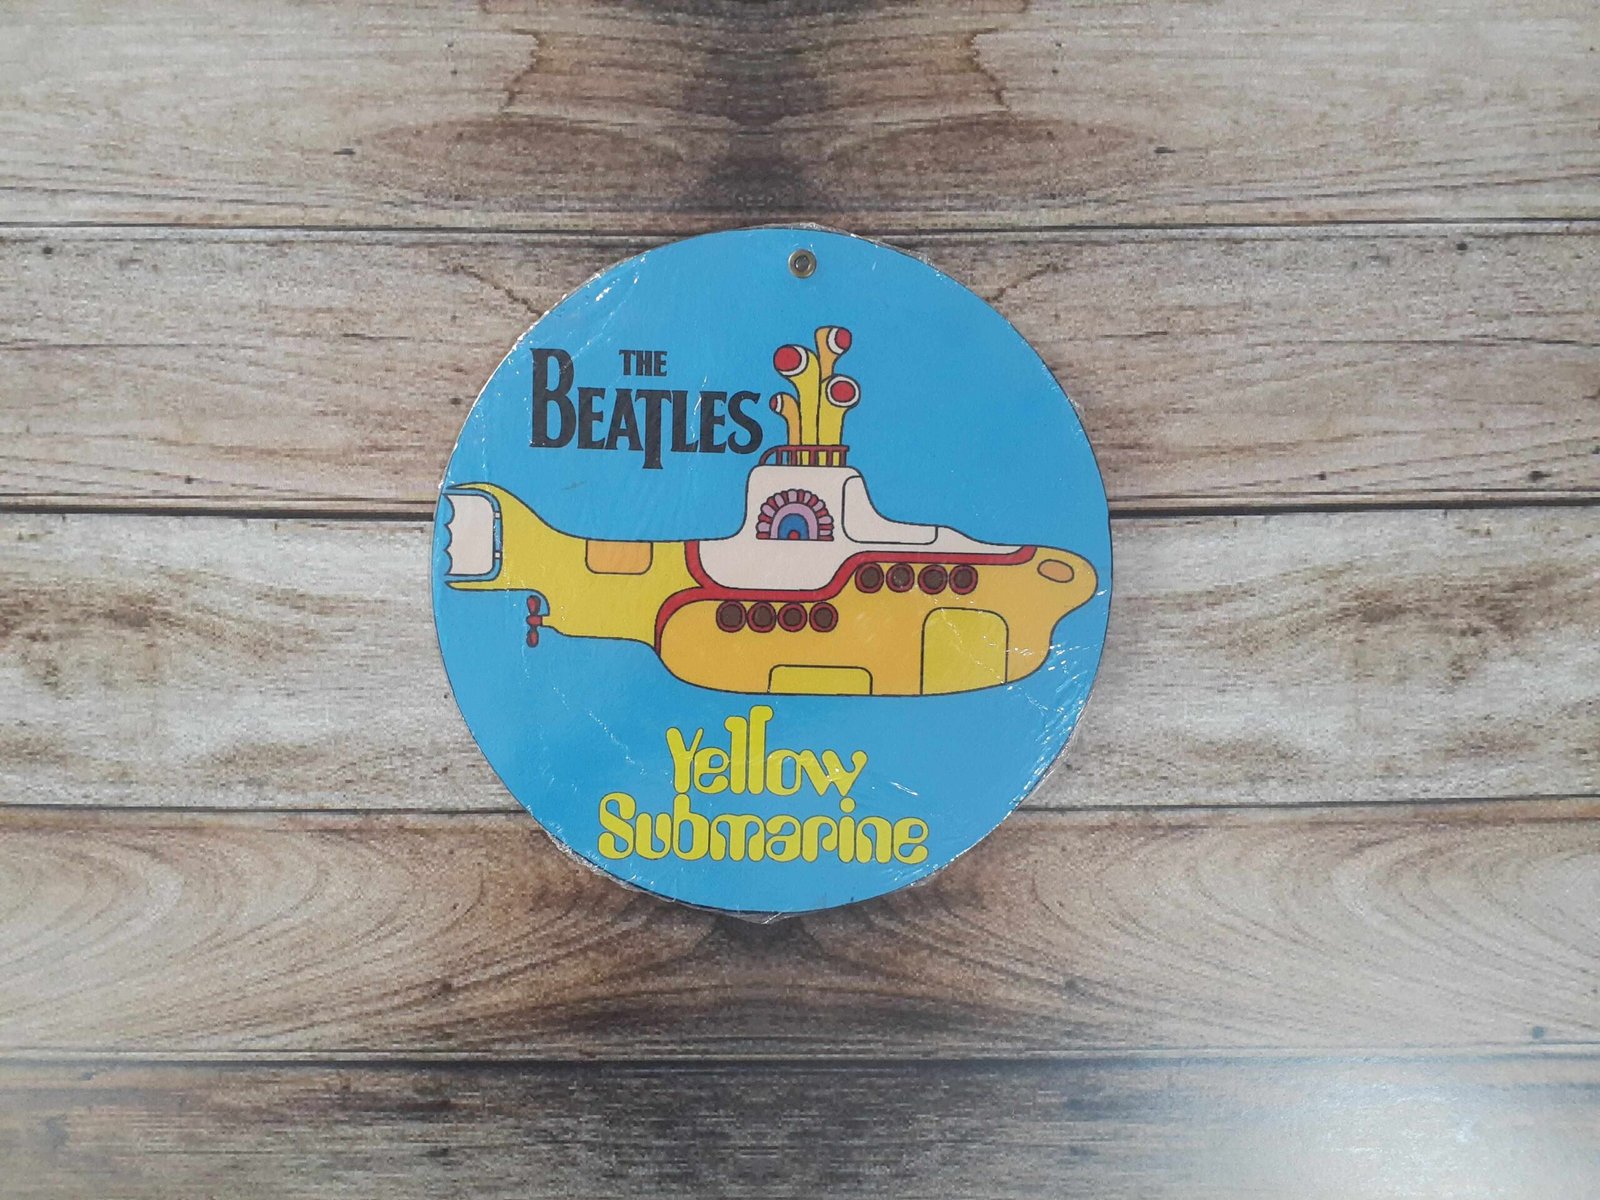 THE
BEATLES
Yellow
Submarine